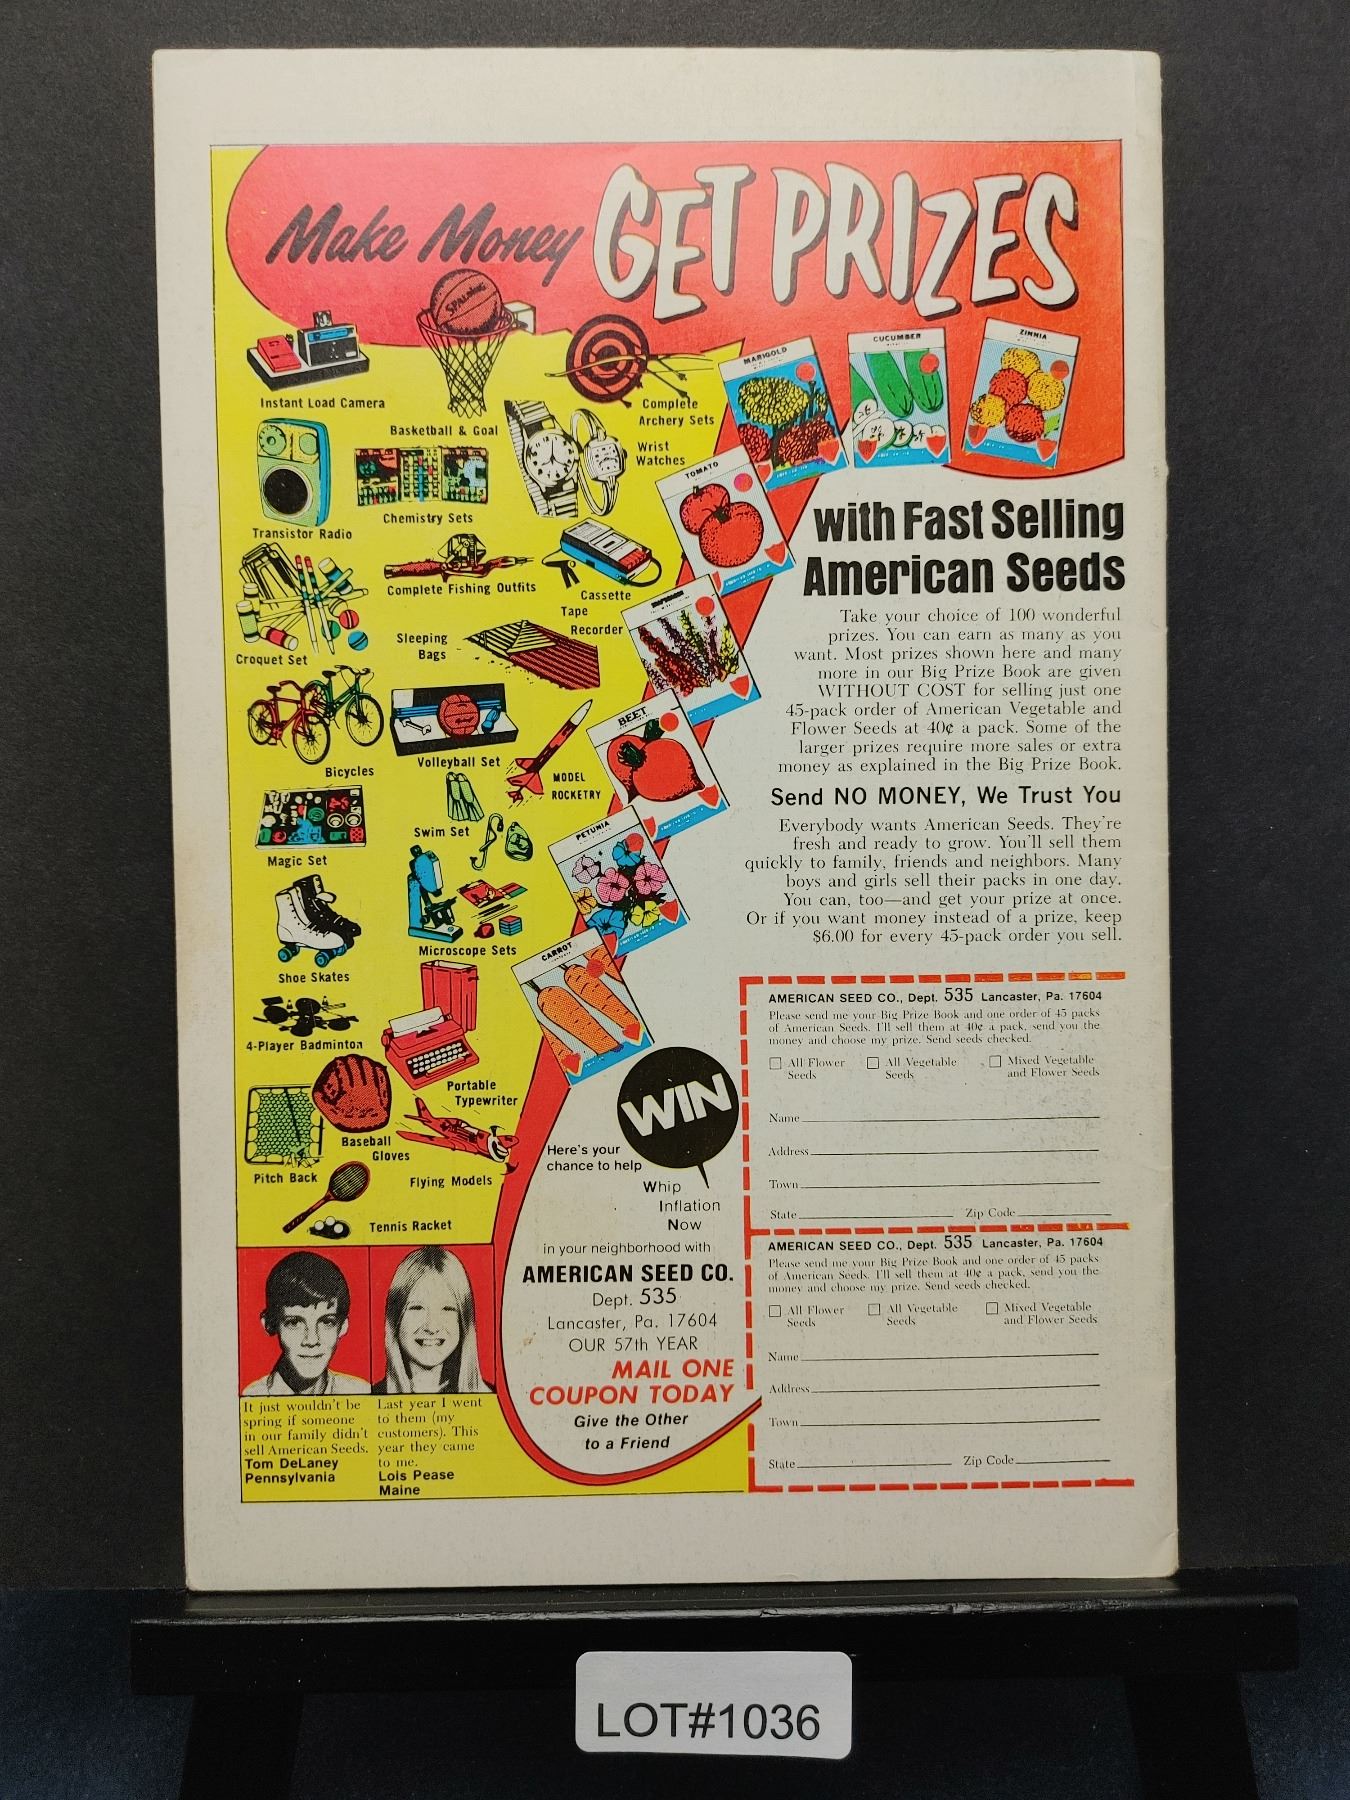 Make Money GET PRIZES
SPALDING
Instant Load Camera
Basketball & Goal
Complete
Archery Sets
Wrist
Watches
Transistor Radio
Chemistry Sets
Complete Fishing Outfits
Cassette
Tape
Recorder
Croquet Set
Sleeping
Bags
Bicycles
Volleyball Set
MODEL
ROCKETRY
Magic Set
Swim Set
Shoe Skates
Microscope Sets
4-Player Badminton
Portable
Typewriter
Baseball
Gloves
Pitch Back
Flying Models
Tennis Racket
MARIGOLD
CUCUMBER
ZINNIA
TOMATO
BEET
PETUNIA
CARROT
with Fast Selling
American Seeds
Take your choice of 100 wonderful
prizes. You can earn as many as you
want. Most prizes shown here and many
more in our Big Prize Book are given
WITHOUT COST for selling just one
45-pack order of American Vegetable and
Flower Seeds at 40¢ a pack. Some of the
larger prizes require more sales or extra
money as explained in the Big Prize Book.
Send NO MONEY, We Trust You
Everybody wants American Seeds. They're
fresh and ready to grow. You'll sell them
quickly to family, friends and neighbors. Many
boys and girls sell their packs in one day.
You can, too—and get your prize at once.
Or if you want money instead of a prize, keep
$6.00 for every 45-pack order you sell.
WIN
Here's your
chance to help
Whip
Inflation
Now
in your neighborhood with
AMERICAN SEED CO.
Dept. 535
Lancaster, Pa. 17604
OUR 57th YEAR
MAIL ONE
COUPON TODAY
Give the Other
to a Friend
It just wouldn't be
spring if someone
in our family didn't
sell American Seeds.
Tom DeLaney
Pennsylvania
Last year I went
to them (my
customers). This
year they came
to me.
Lois Pease
Maine
AMERICAN SEED CO., Dept. 535 Lancaster, Pa. 17604
Please send me your Big Prize Book and one order of 45 packs
of American Seeds. I'll sell them at 40¢ a pack, send you the
money and choose my prize. Send seeds checked.
All Flower
Seeds
All Vegetable
Seeds
Mixed Vegetable
and Flower Seeds
Name
Address
Town
State Zip Code
AMERICAN SEED CO., Dept. 535 Lancaster, Pa. 17604
Please send me your Big Prize Book and one order of 45 packs
of American Seeds. I'll sell them at 40¢ a pack, send you the
money and choose my prize. Send seeds checked.
All Flower
Seeds
All Vegetable
Seeds
Mixed Vegetable
and Flower Seeds
Name
Address
Town
State Zip Code
LOT#1036